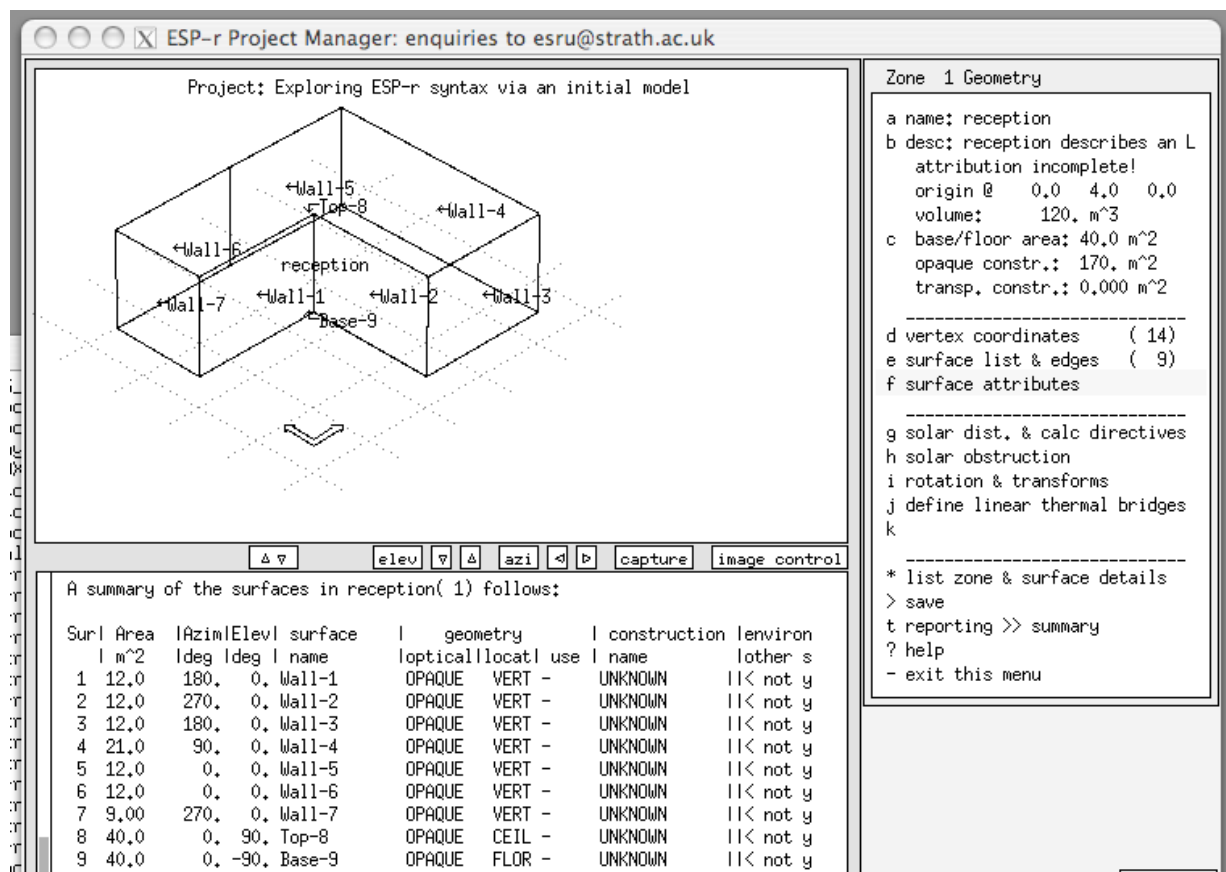 ESP-r Project Manager: enquiries to esru@strath.ac.uk
Project: Exploring ESP-r syntax via an initial model
Wall-5
Top-8
Wall-4
Wall-6
reception
Wall-7
Wall-1
Wall-2
Wall-3
Base-9
elev
azi
capture
image control
A summary of the surfaces in reception( 1) follows:
Sur| Area |Azim|Elev| surface | geometry | construction |environ
| m^2 |deg |deg | name |optical|locat| use | name |other s
1 12.0 180. 0. Wall-1 OPAQUE VERT - UNKNOWN ||< not y
2 12.0 270. 0. Wall-2 OPAQUE VERT - UNKNOWN ||< not y
3 12.0 180. 0. Wall-3 OPAQUE VERT - UNKNOWN ||< not y
4 21.0 90. 0. Wall-4 OPAQUE VERT - UNKNOWN ||< not y
5 12.0 0. 0. Wall-5 OPAQUE VERT - UNKNOWN ||< not y
6 12.0 0. 0. Wall-6 OPAQUE VERT - UNKNOWN ||< not y
7 9.00 270. 0. Wall-7 OPAQUE VERT - UNKNOWN ||< not y
8 40.0 0. 90. Top-8 OPAQUE CEIL - UNKNOWN ||< not y
9 40.0 0. -90. Base-9 OPAQUE FLOR - UNKNOWN ||< not y
Zone 1 Geometry
a name: reception
b desc: reception describes an L
attribution incomplete!
origin @ 0.0 4.0 0.0
volume: 120. m^3
c base/floor area: 40.0 m^2
opaque constr.: 170. m^2
transp. constr.: 0.000 m^2
d vertex coordinates ( 14)
e surface list & edges ( 9)
f surface attributes
g solar dist. & calc directives
h solar obstruction
i rotation & transforms
j define linear thermal bridges
k
* list zone & surface details
> save
t reporting >> summary
? help
- exit this menu